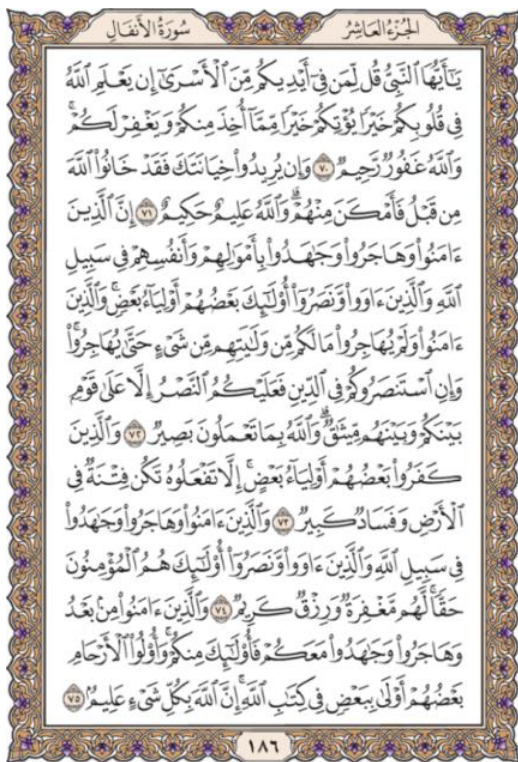 الجزء العاشر
سورة الأنفال
يَـٰٓأَيُّهَا ٱلنَّبِيُّ قُل لِّمَن فِيٓ أَيۡدِيكُم مِّنَ ٱلۡأَسۡرَىٰٓ إِن يَعۡلَمِ ٱللَّهُ
فِي قُلُوبِكُمۡ خَيۡرٗا يُؤۡتِكُمۡ خَيۡرٗا مِّمَّآ أُخِذَ مِنكُمۡ وَيَغۡفِرۡ لَكُمۡۚ
وَٱللَّهُ غَفُورٞ رَّحِيمٞ ٧٠ وَإِن يُرِيدُواْ خِيَانَتَكَ فَقَدۡ خَانُواْ ٱللَّهَ
مِن قَبۡلُ فَأَمۡكَنَ مِنۡهُمۡۗ وَٱللَّهُ عَلِيمٌ حَكِيمٌ ٧١ إِنَّ ٱلَّذِينَ
ءَامَنُواْ وَهَاجَرُواْ وَجَٰهَدُواْ بِأَمۡوَٰلِهِمۡ وَأَنفُسِهِمۡ فِي سَبِيلِ
ٱللَّهِ وَٱلَّذِينَ ءَاوَواْ وَّنَصَرُوٓاْ أُوْلَـٰٓئِكَ بَعۡضُهُمۡ أَوۡلِيَآءُ بَعۡضٖۚ وَٱلَّذِينَ
ءَامَنُواْ وَلَمۡ يُهَاجِرُواْ مَا لَكُم مِّن وَلَٰيَتِهِم مِّن شَيۡءٍ حَتَّىٰ يُهَاجِرُواْۚ
وَإِنِ ٱسۡتَنصَرُوكُمۡ فِي ٱلدِّينِ فَعَلَيۡكُمُ ٱلنَّصۡرُ إِلَّا عَلَىٰ قَوۡمِۭ
بَيۡنَكُمۡ وَبَيۡنَهُم مِّيثَٰقٞۗ وَٱللَّهُ بِمَا تَعۡمَلُونَ بَصِيرٞ ٧٢ وَٱلَّذِينَ
كَفَرُواْ بَعۡضُهُمۡ أَوۡلِيَآءُ بَعۡضٍۚ إِلَّا تَفۡعَلُوهُ تَكُن فِتۡنَةٞ فِي
ٱلۡأَرۡضِ وَفَسَادٞ كَبِيرٞ ٧٣ وَٱلَّذِينَ ءَامَنُواْ وَهَاجَرُواْ وَجَٰهَدُواْ
فِي سَبِيلِ ٱللَّهِ وَٱلَّذِينَ ءَاوَواْ وَّنَصَرُوٓاْ أُوْلَـٰٓئِكَ هُمُ ٱلۡمُؤۡمِنُونَ
حَقّٗاۚ لَّهُم مَّغۡفِرَةٞ وَرِزۡقٞ كَرِيمٞ ٧٤ وَٱلَّذِينَ ءَامَنُواْ مِنۢ بَعۡدُ
وَهَاجَرُواْ وَجَٰهَدُواْ مَعَكُمۡ فَأُوْلَـٰٓئِكَ مِنكُمۡۚ وَأُوْلُواْ ٱلۡأَرۡحَامِ
بَعۡضُهُمۡ أَوۡلَىٰ بِبَعۡضٖ فِي كِتَٰبِ ٱللَّهِۚ إِنَّ ٱللَّهَ بِكُلِّ شَيۡءٍ عَلِيمُۢ ٧٥
١٨٦